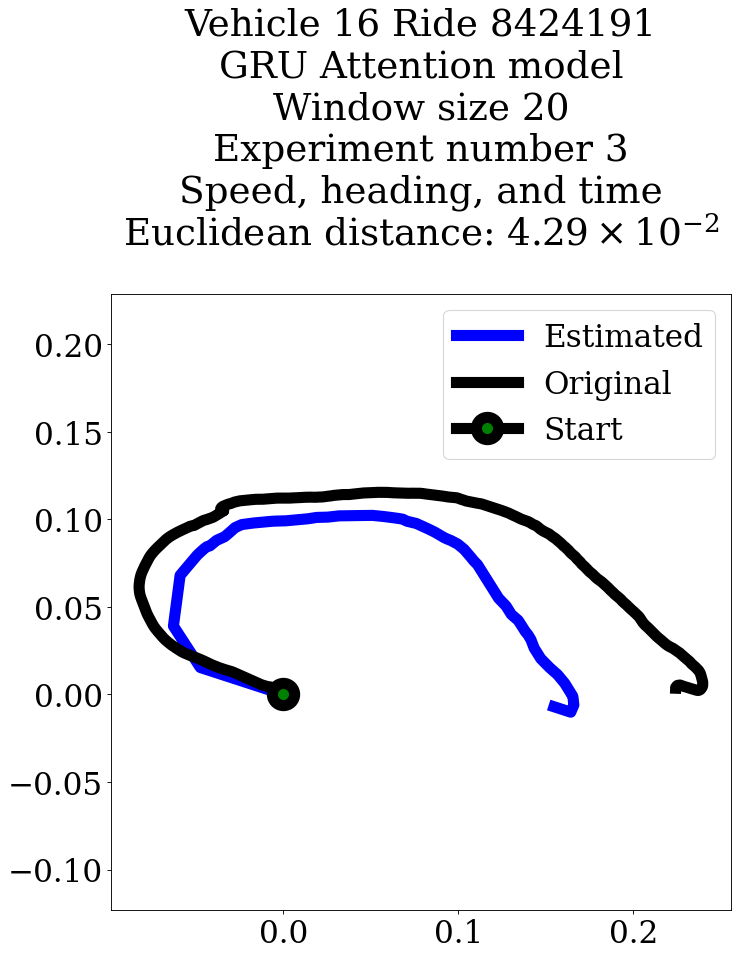 Vehicle 16 Ride 8424191
GRU Attention model
Window size 20
Experiment number 3
Speed, heading, and time
Euclidean distance: 4.29 × 10⁻²
Estimated
Original
Start
0.20
0.15
0.10
0.05
0.00
−0.05
−0.10
0.0 0.1 0.2